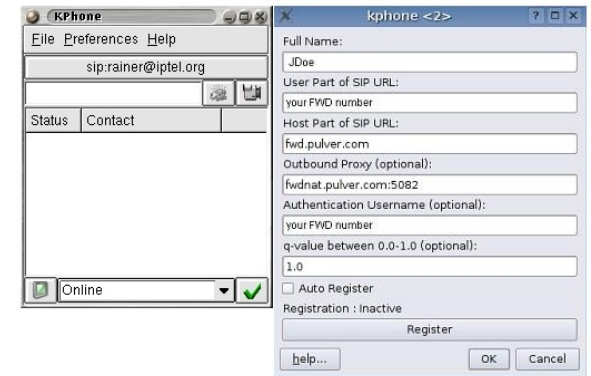 KPhone
File Preferences Help
sip:rainer@iptel.org
Status Contact
Online
kphone <2>
Full Name:
JDoe
User Part of SIP URL:
your FWD number
Host Part of SIP URL:
fwd.pulver.com
Outbound Proxy (optional):
fwdnat.pulver.com:5082
Authentication Username (optional):
your FWD number
q-value between 0.0-1.0 (optional):
1.0
Auto Register
Registration : Inactive
Register
help...
OK
Cancel